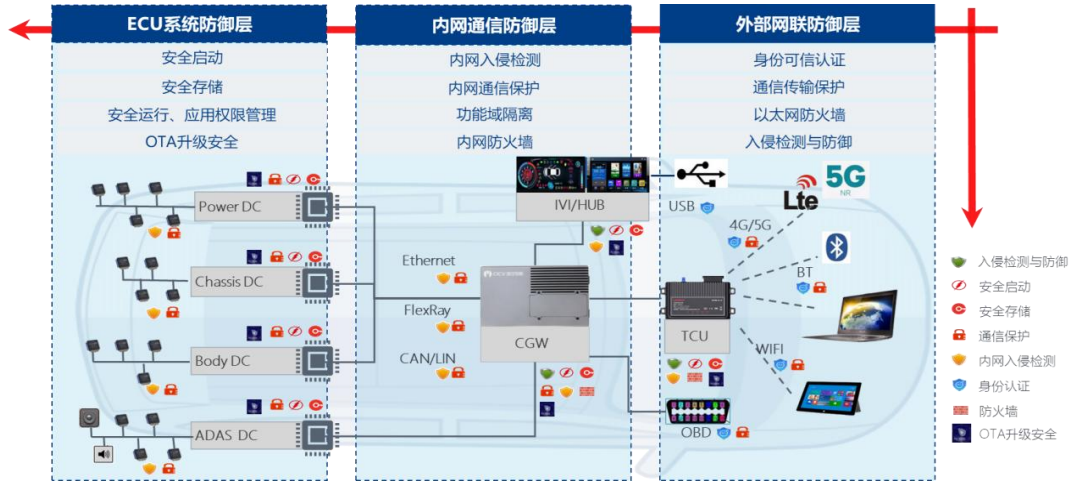 ECU系统防御层
安全启动
安全存储
安全运行、应用权限管理
OTA升级安全
内网通信防御层
内网入侵检测
内网通信保护
功能域隔离
内网防火墙
外部网联防御层
身份可信认证
通信传输保护
以太网防火墙
入侵检测与防御
Power DC
Chassis DC
Body DC
ADAS DC
IVI/HUB
Ethernet
FlexRay
CAN/LIN
CGW
USB
Lte
5G
NR
4G/5G
BT
TCU
WIFI
OBD
入侵检测与防御
安全启动
安全存储
通信保护
内网入侵检测
身份认证
防火墙
OTA升级安全